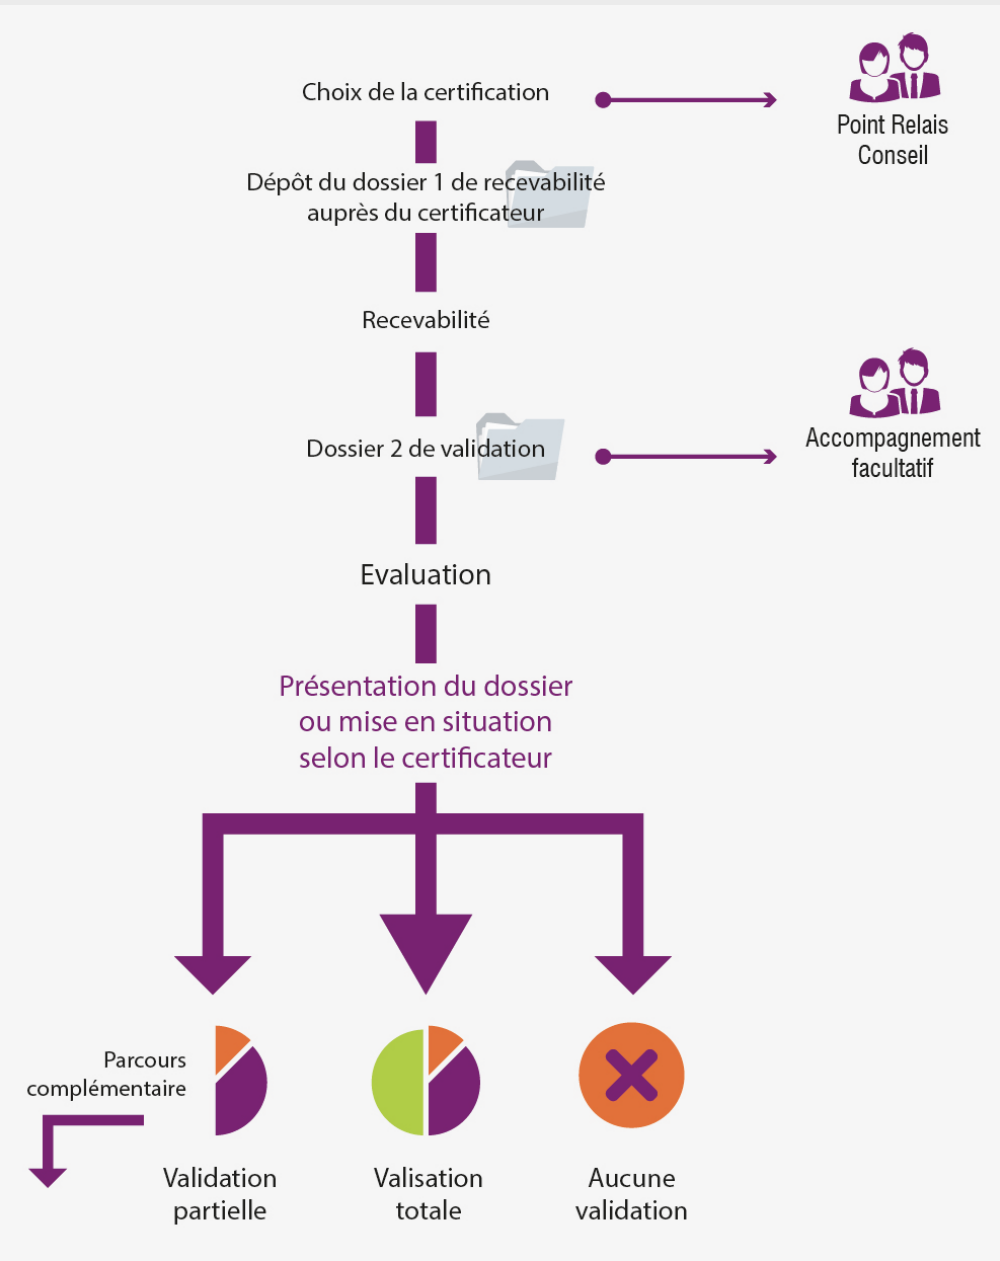 Choix de la certification
Point Relais
Conseil
Dépôt du dossier 1 de recevabilité
auprès du certificateur
Recevabilité
Dossier 2 de validation
Accompagnement
facultatif
Evaluation
Présentation du dossier
ou mise en situation
selon le certificateur
Parcours
complémentaire
Validation
partielle
Valisation
totale
Aucune
validation